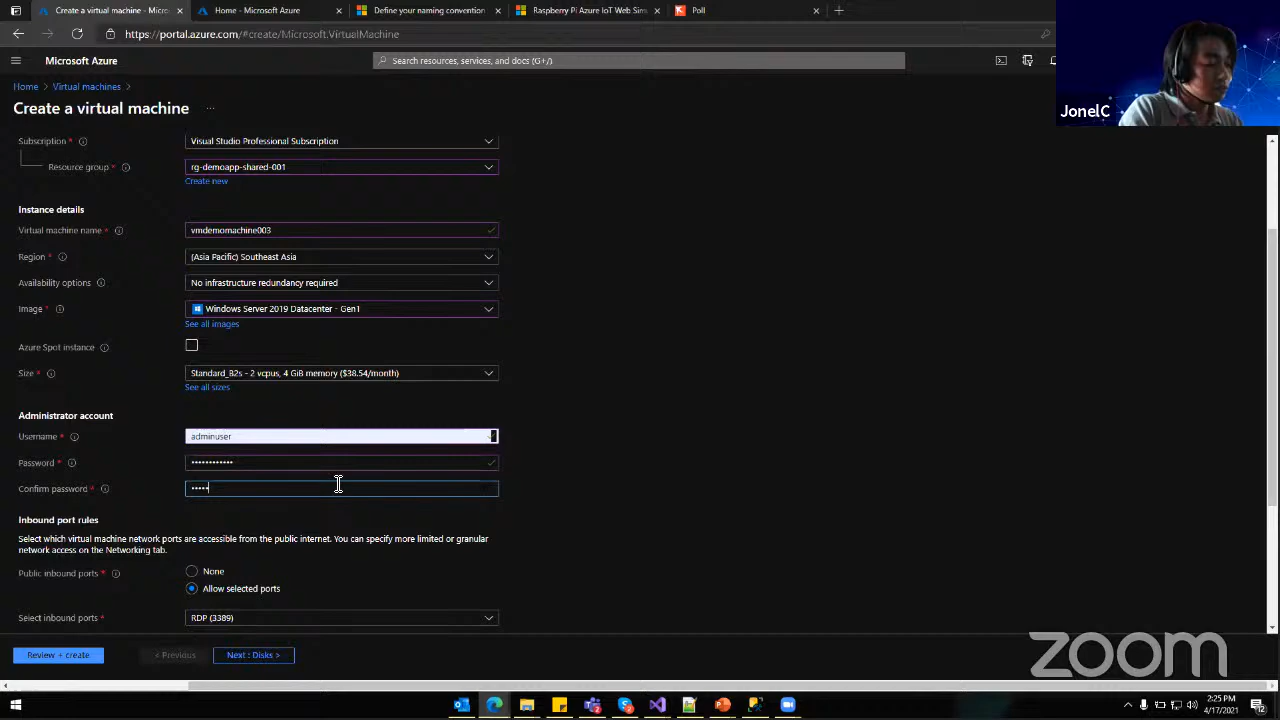 Create a virtual machine - Micros
Home - Microsoft Azure
Define your naming convention
Raspberry Pi Azure IoT Web Simu
Poll
https://portal.azure.com/#create/Microsoft.VirtualMachine
Microsoft Azure
Search resources, services, and docs (G+/)
Home > Virtual machines >
Create a virtual machine ...
JonelC
Subscription *
Visual Studio Professional Subscription
Resource group *
rg-demoapp-shared-001
Create new
Instance details
Virtual machine name *
vmdemomachine003
Region *
(Asia Pacific) Southeast Asia
Availability options
No infrastructure redundancy required
Image *
Windows Server 2019 Datacenter - Gen1
See all images
Azure Spot instance
Size *
Standard_B2s - 2 vcpus, 4 GiB memory ($38.54/month)
See all sizes
Administrator account
Username *
adminuser
Password *
••••••••••••
Confirm password *
•••••
Inbound port rules
Select which virtual machine network ports are accessible from the public internet. You can specify more limited or granular
network access on the Networking tab.
Public inbound ports *
None
Allow selected ports
Select inbound ports *
RDP (3389)
Review + create
< Previous
Next : Disks >
zoom
2:25 PM
4/17/2021